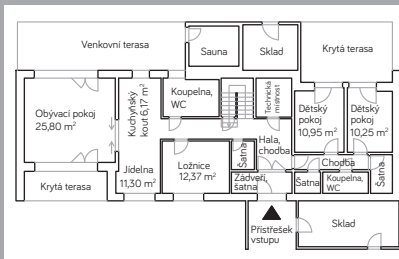 Venkovní terasa
Sauna
Sklad
Krytá terasa
Obývací pokoj
25,80 m²
Kuchyňský
kout 6,17 m²
Koupelna,
WC
Technická
místnost
Dětský
pokoj
10,95 m²
Dětský
pokoj
10,25 m²
Hala,
chodba
Šatna
Chodba
Krytá terasa
Jídelna
11,30 m²
Ložnice
12,37 m²
Zádveří,
šatna
Šatna
Koupelna,
WC
Šatna
Přístřešek
vstupu
Sklad